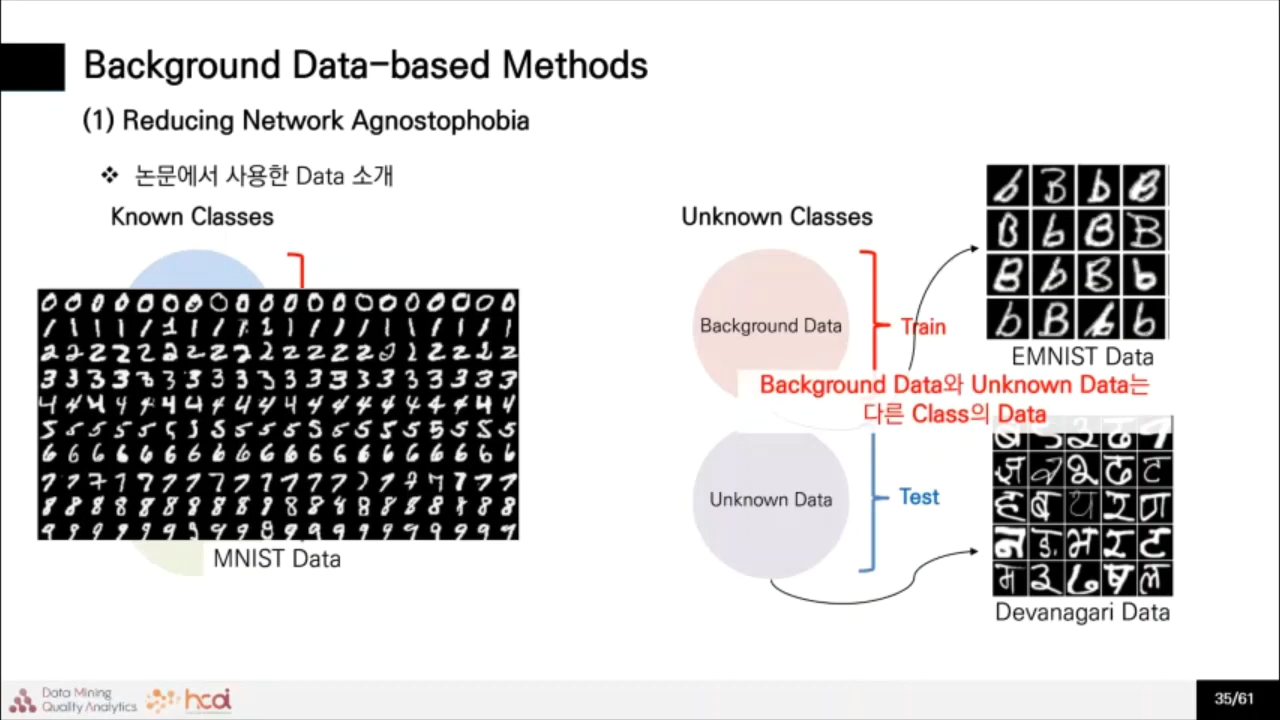 Background Data-based Methods
(1) Reducing Network Agnostophobia
❖ 논문에서 사용한 Data 소개
Known Classes
MNIST Data
Unknown Classes
Background Data
Train
EMNIST Data
Background Data와 Unknown Data는
다른 Class의 Data
Unknown Data
Test
Devanagari Data
Data Mining
Quality Analytics
hcai
35/61